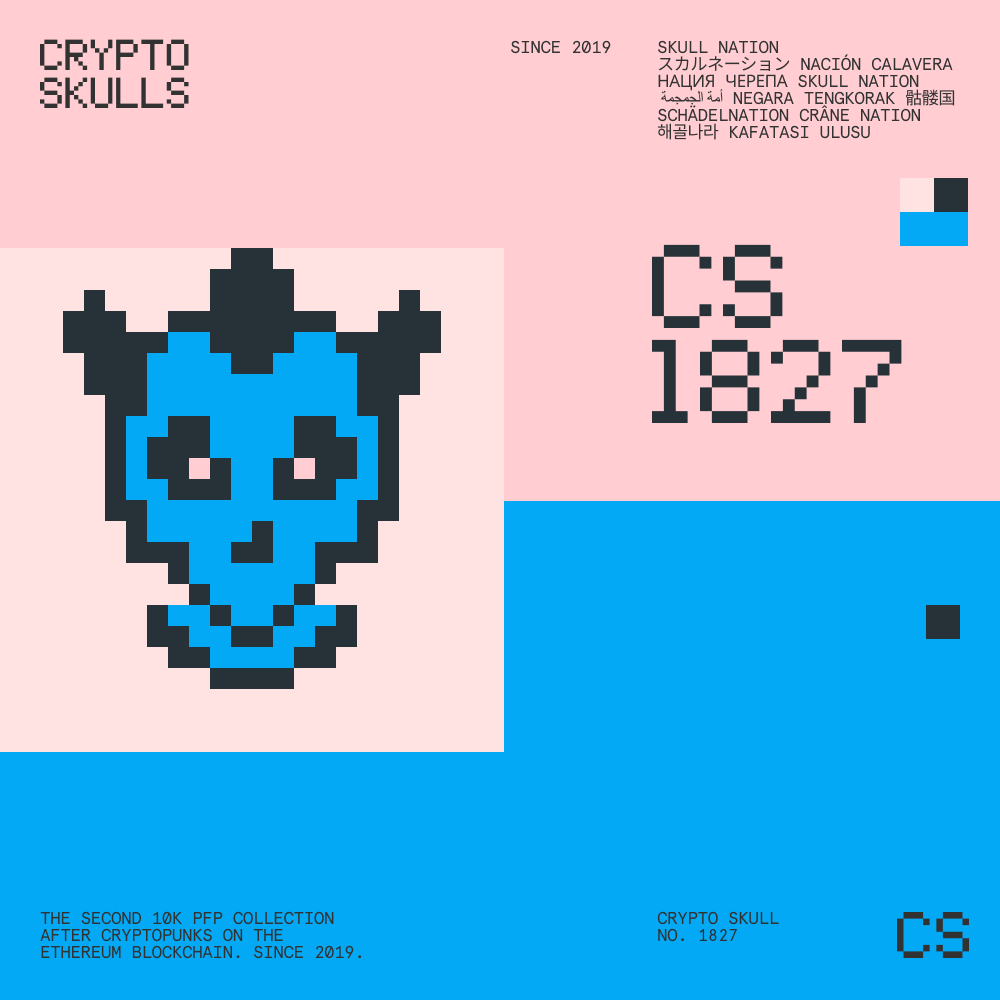 CRYPTO
SKULLS
SINCE 2019
SKULL NATION
スカルネーション NACIÓN CALAVERA
НАЦИЯ ЧЕРЕПА SKULL NATION
أمة الجمجمة NEGARA TENGKORAK 骷髅国
SCHÄDELNATION CRÂNE NATION
해골나라 KAFATASI ULUSU
CS
1827
THE SECOND 10K PFP COLLECTION
AFTER CRYPTOPUNKS ON THE
ETHEREUM BLOCKCHAIN. SINCE 2019.
CRYPTO SKULL
NO. 1827
CS